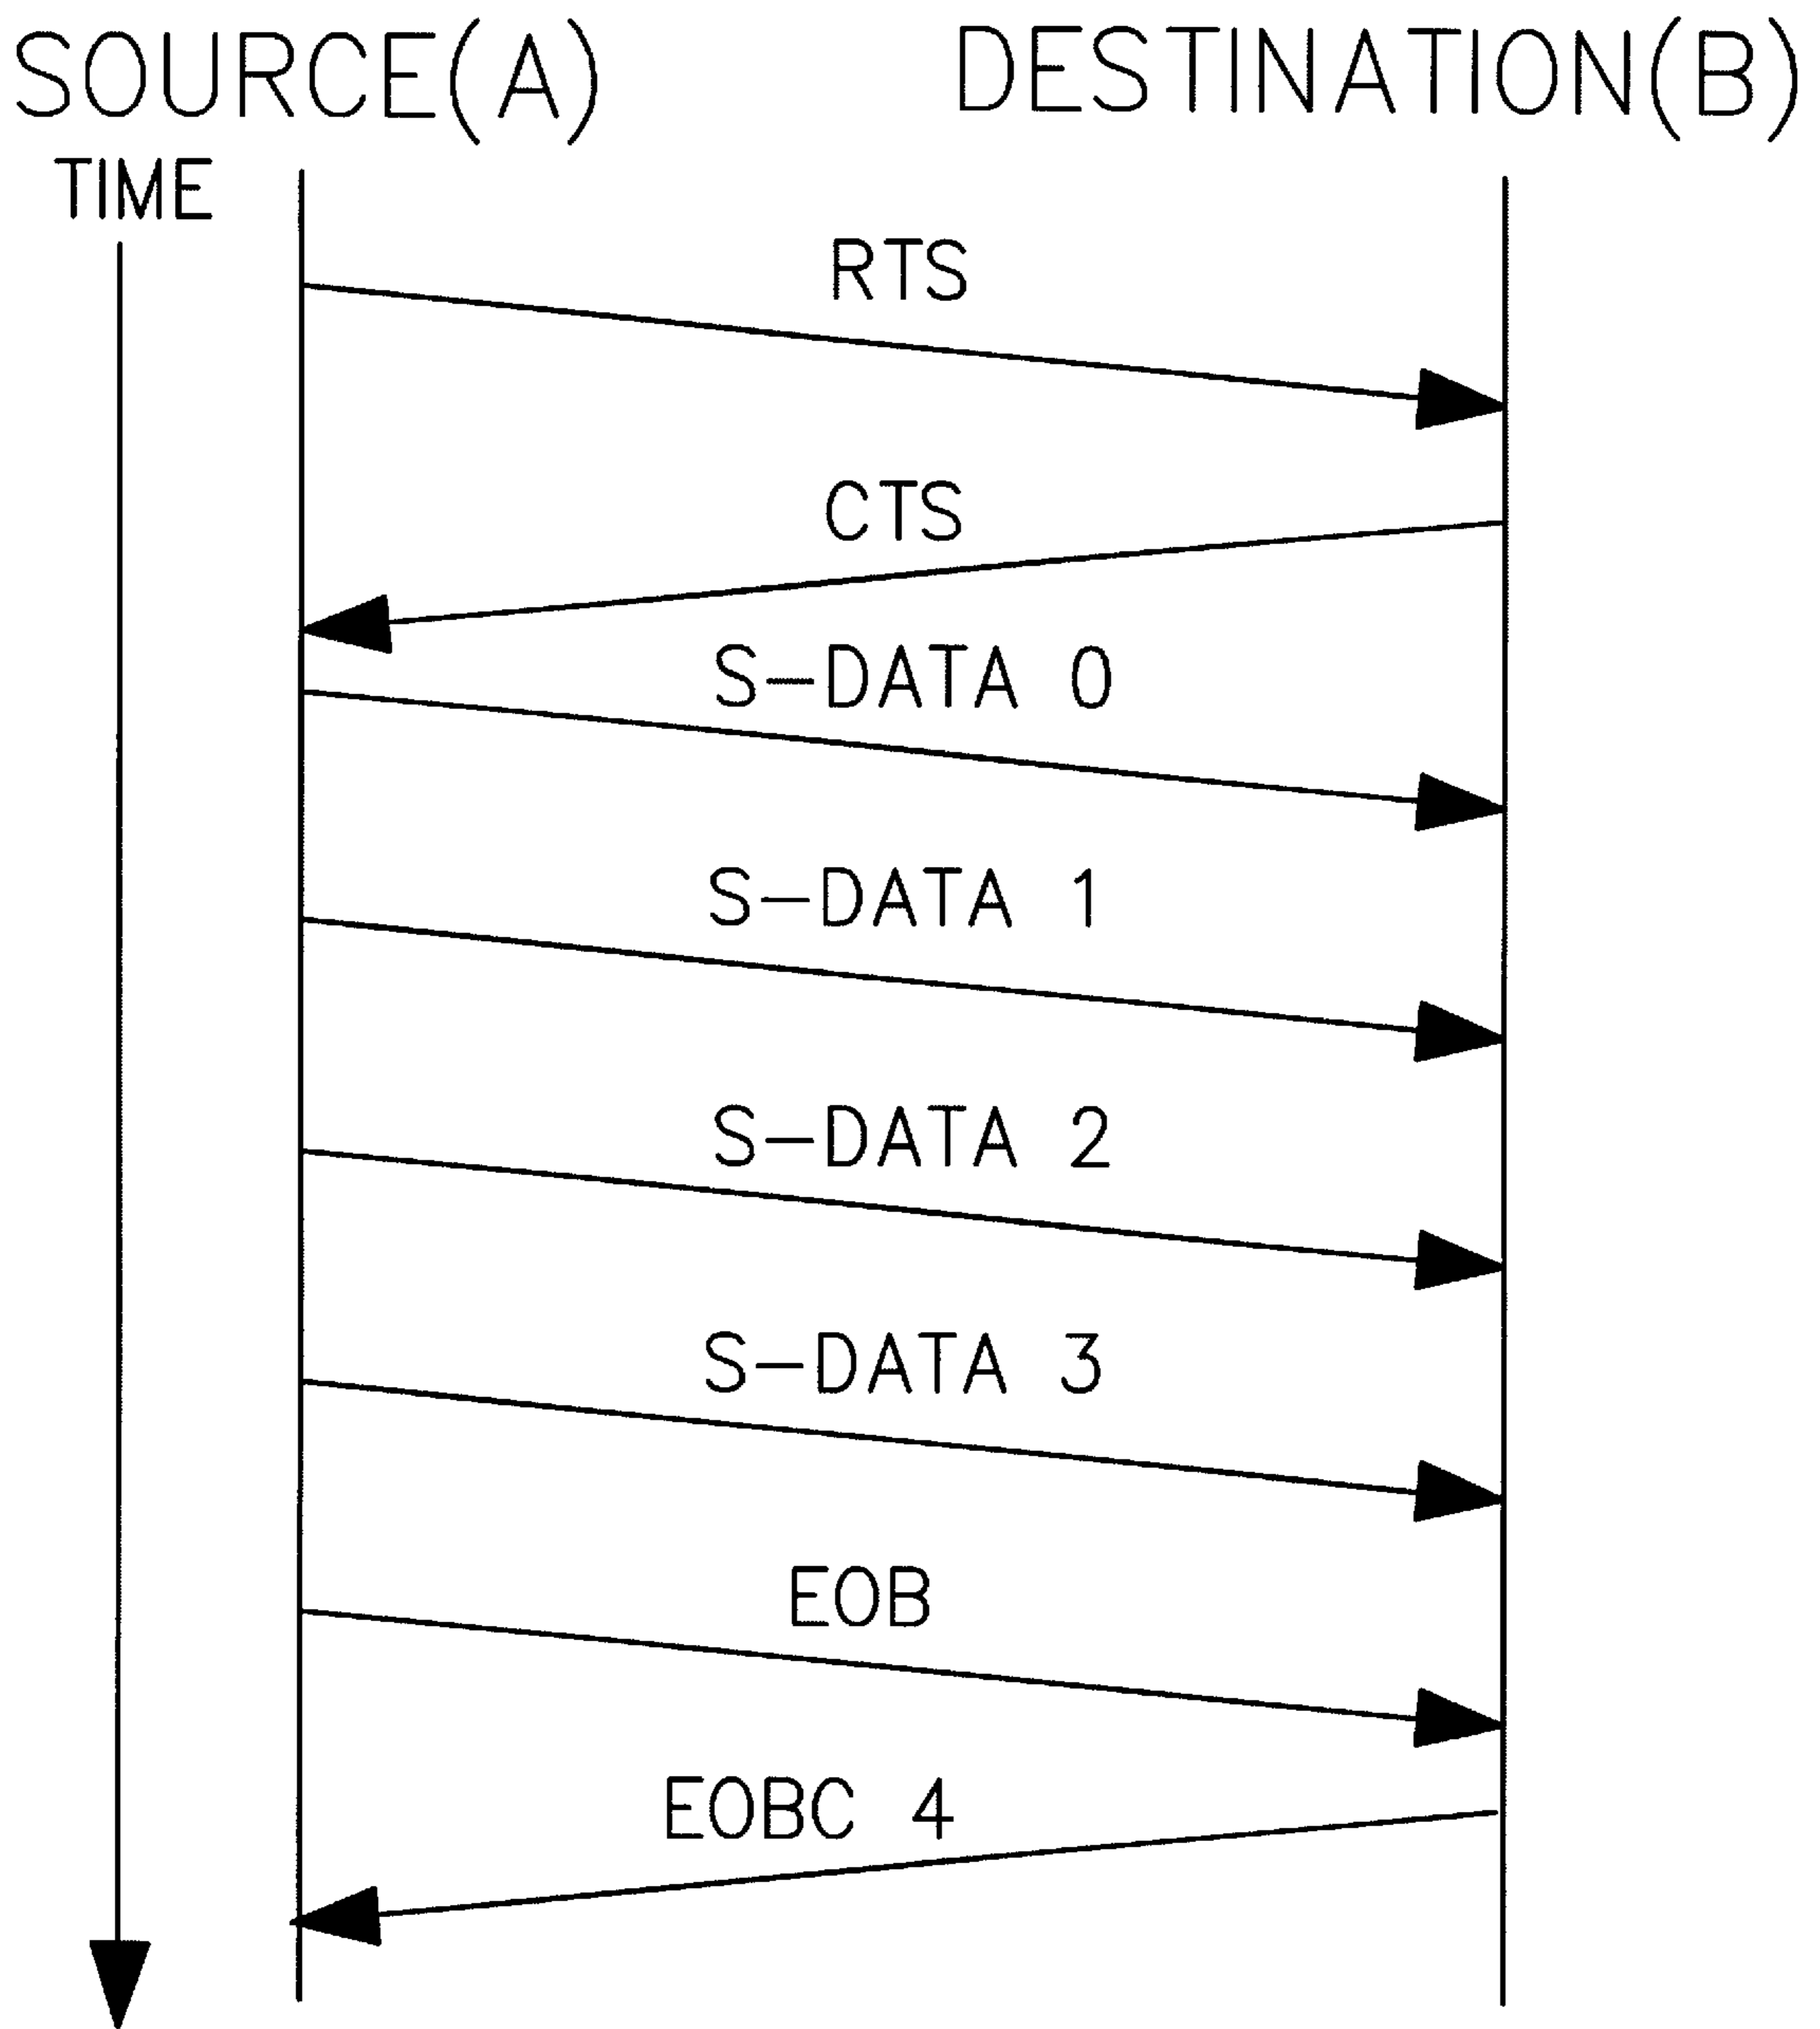 SOURCE(A) DESTINATION(B)
TIME
RTS
CTS
S-DATA 0
S-DATA 1
S-DATA 2
S-DATA 3
EOB
EOBC 4